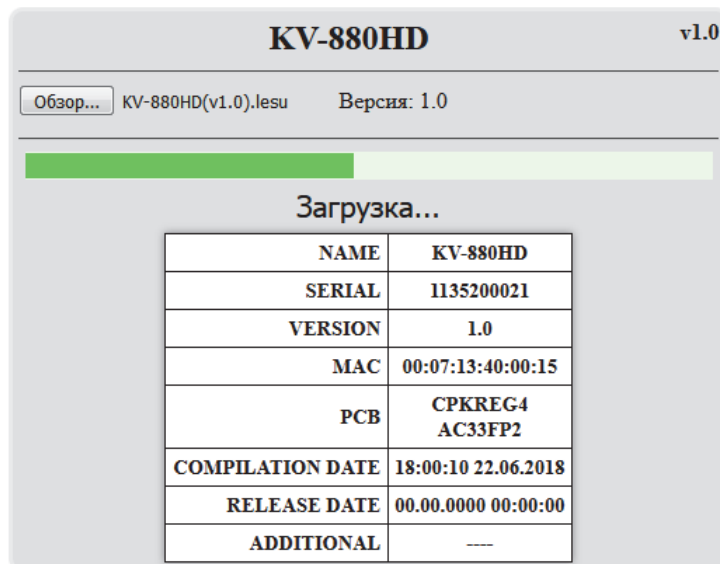 KV-880HD v1.0
Обзор... KV-880HD(v1.0).lesu Версия: 1.0
Загрузка...
NAME KV-880HD
SERIAL 1135200021
VERSION 1.0
MAC 00:07:13:40:00:15
PCB CPKREG4
AC33FP2
COMPILATION DATE 18:00:10 22.06.2018
RELEASE DATE 00.00.0000 00:00:00
ADDITIONAL ----